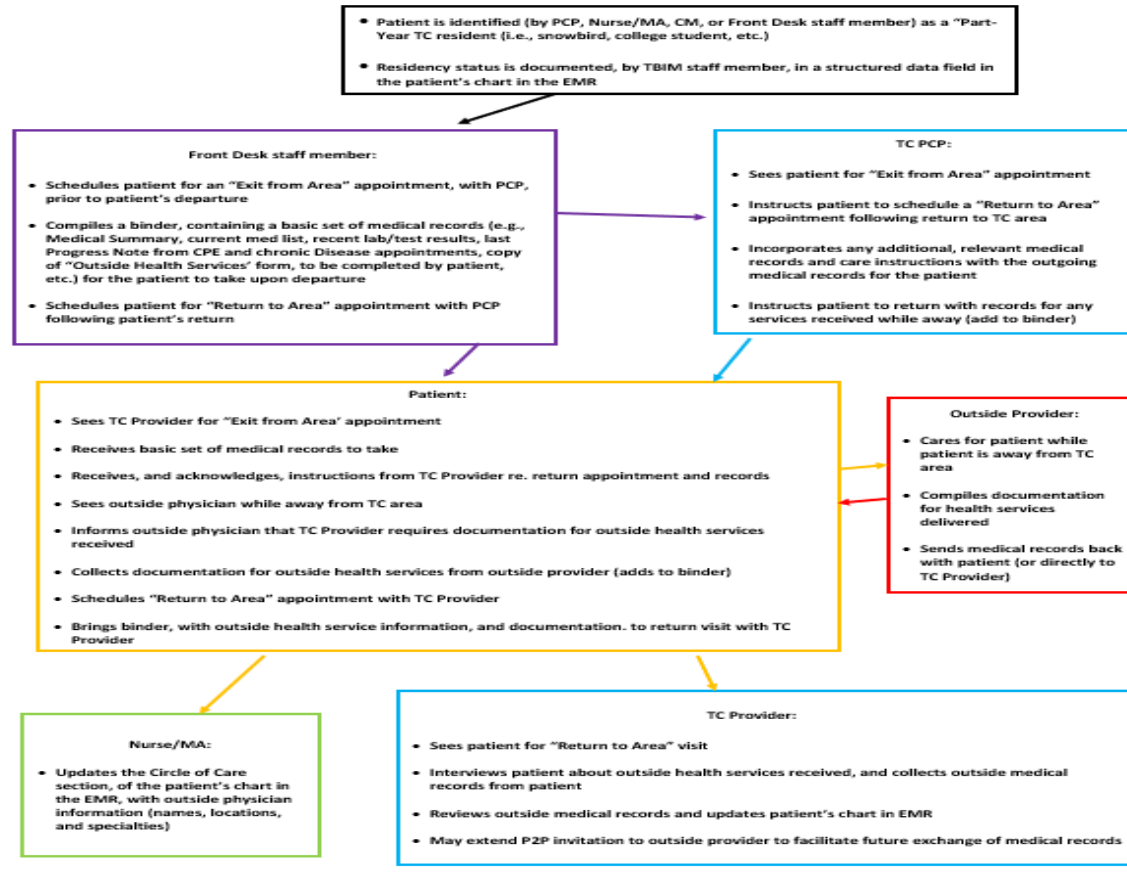 • Patient is identified (by PCP, Nurse/MA, CM, or Front Desk staff member) as a "Part-
Year TC resident (i.e., snowbird, college student, etc.)
• Residency status is documented, by TBIM staff member, in a structured data field in
the patient's chart in the EMR
Front Desk staff member:
• Schedules patient for an "Exit from Area" appointment, with PCP,
prior to patient's departure
• Compiles a binder, containing a basic set of medical records (e.g.,
Medical Summary, current med list, recent lab/test results, last
Progress Note from CPE and chronic Disease appointments, copy
of "Outside Health Services' form, to be completed by patient,
etc.) for the patient to take upon departure
• Schedules patient for "Return to Area" appointment with PCP
following patient's return
TC PCP:
• Sees patient for "Exit from Area" appointment
• Instructs patient to schedule a "Return to Area"
appointment following return to TC area
• Incorporates any additional, relevant medical
records and care instructions with the outgoing
medical records for the patient
• Instructs patient to return with records for any
services received while away (add to binder)
Patient:
• Sees TC Provider for "Exit from Area' appointment
• Receives basic set of medical records to take
• Receives, and acknowledges, instructions from TC Provider re. return appointment and records
• Sees outside physician while away from TC area
• Informs outside physician that TC Provider requires documentation for outside health services
received
• Collects documentation for outside health services from outside provider (adds to binder)
• Schedules "Return to Area" appointment with TC Provider
• Brings binder, with outside health service information, and documentation. to return visit with TC
Provider
Outside Provider:
• Cares for patient while
patient is away from TC
area
• Compiles documentation
for health services
delivered
• Sends medical records back
with patient (or directly to
TC Provider)
Nurse/MA:
• Updates the Circle of Care
section, of the patient's chart in
the EMR, with outside physician
information (names, locations,
and specialties)
TC Provider:
• Sees patient for "Return to Area" visit
• Interviews patient about outside health services received, and collects outside medical
records from patient
• Reviews outside medical records and updates patient's chart in EMR
• May extend P2P invitation to outside provider to facilitate future exchange of medical records